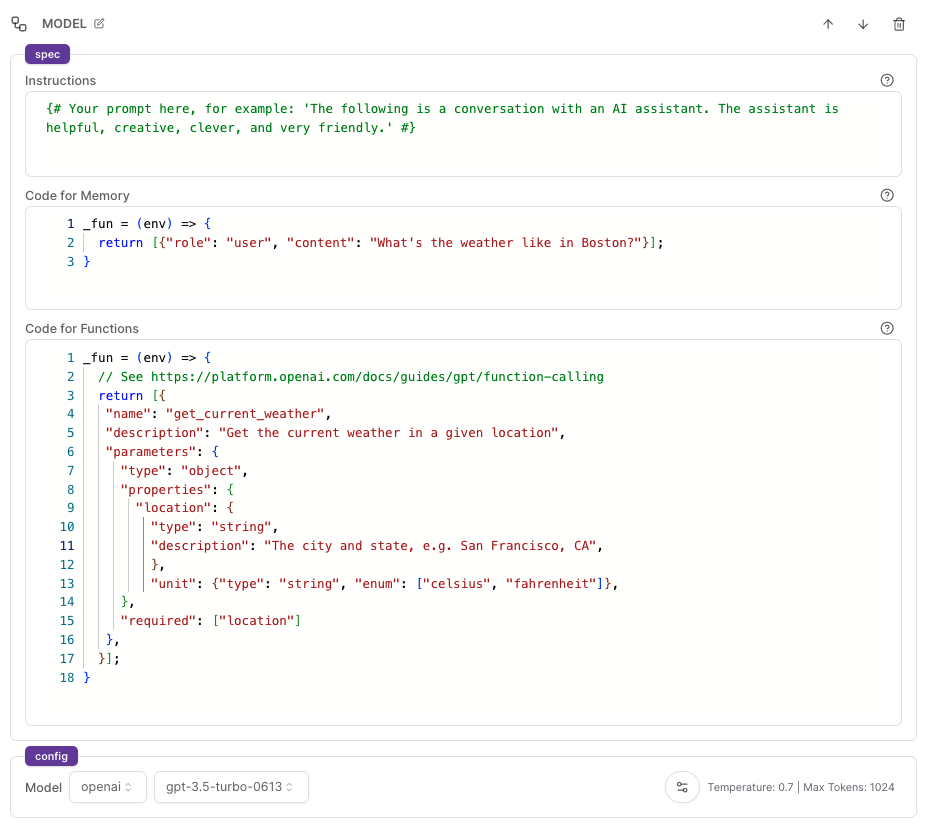 MODEL
spec
Instructions
{# Your prompt here, for example: 'The following is a conversation with an AI assistant. The assistant is
helpful, creative, clever, and very friendly.' #}
Code for Memory
1 _fun = (env) => {
2   return [{"role": "user", "content": "What's the weather like in Boston?"}];
3 }
Code for Functions
1 _fun = (env) => {
2   // See https://platform.openai.com/docs/guides/gpt/function-calling
3   return [{
4    "name": "get_current_weather",
5    "description": "Get the current weather in a given location",
6    "parameters": {
7      "type": "object",
8      "properties": {
9        "location": {
10          "type": "string",
11          "description": "The city and state, e.g. San Francisco, CA",
12          },
13          "unit": {"type": "string", "enum": ["celsius", "fahrenheit"]},
14      },
15      "required": ["location"]
16    },
17   }];
18 }
config
Model openai gpt-3.5-turbo-0613 Temperature: 0.7 | Max Tokens: 1024